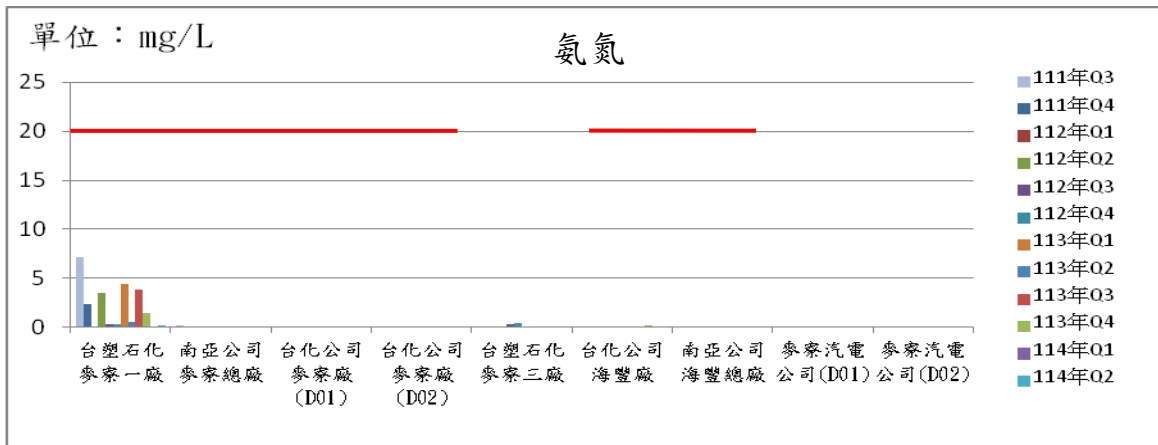 單位：mg/L
氨氮
25
20
15
10
5
0
台塑石化
麥寮一廠
南亞公司
麥寮總廠
台化公司
麥寮廠
(D01)
台化公司
麥寮廠
(D02)
台塑石化
麥寮三廠
台化公司
海豐廠
南亞公司
海豐總廠
麥寮汽電
公司(D01)
麥寮汽電
公司(D02)
111年Q3
111年Q4
112年Q1
112年Q2
112年Q3
112年Q4
113年Q1
113年Q2
113年Q3
113年Q4
114年Q1
114年Q2